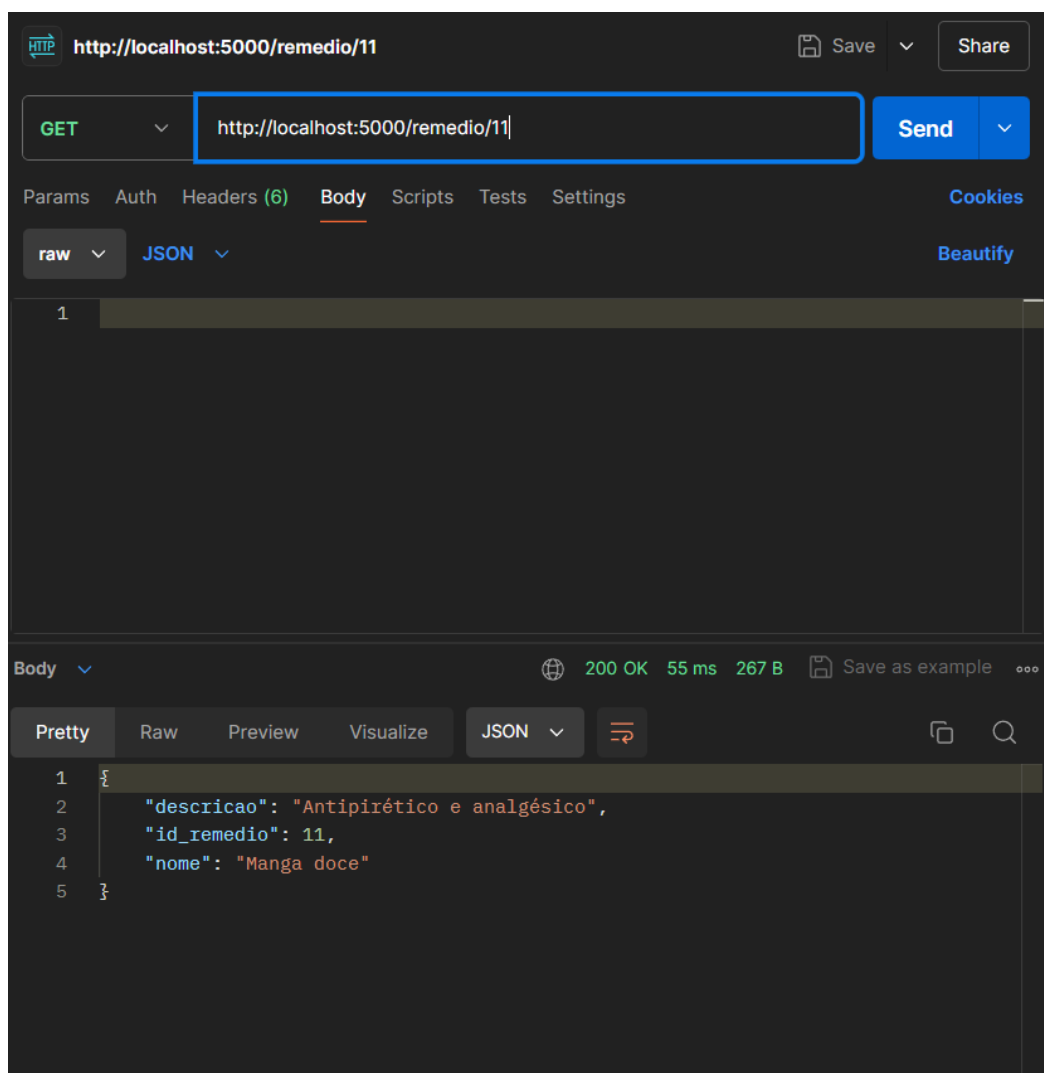 HTTP http://localhost:5000/remedio/11 Save Share
GET http://localhost:5000/remedio/11 Send
Params Auth Headers (6) Body Scripts Tests Settings Cookies
raw JSON Beautify
1
Body 200 OK 55 ms 267 B Save as example
Pretty Raw Preview Visualize JSON
1 {
2 "descricao": "Antipirético e analgésico",
3 "id_remedio": 11,
4 "nome": "Manga doce"
5 }